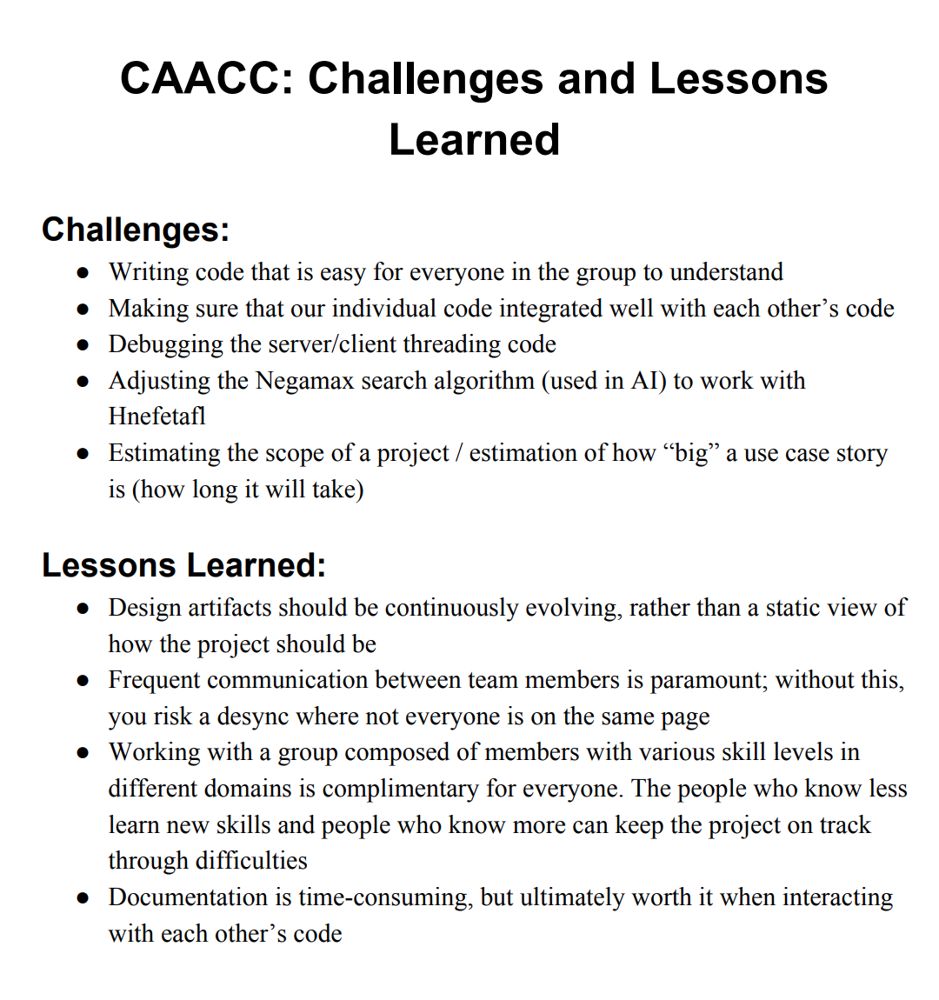 CAACC: Challenges and Lessons
Learned
Challenges:
● Writing code that is easy for everyone in the group to understand
● Making sure that our individual code integrated well with each other’s code
● Debugging the server/client threading code
● Adjusting the Negamax search algorithm (used in AI) to work with
Hnefetafl
● Estimating the scope of a project / estimation of how “big” a use case story
is (how long it will take)
Lessons Learned:
● Design artifacts should be continuously evolving, rather than a static view of
how the project should be
● Frequent communication between team members is paramount; without this,
you risk a desync where not everyone is on the same page
● Working with a group composed of members with various skill levels in
different domains is complimentary for everyone. The people who know less
learn new skills and people who know more can keep the project on track
through difficulties
● Documentation is time-consuming, but ultimately worth it when interacting
with each other’s code